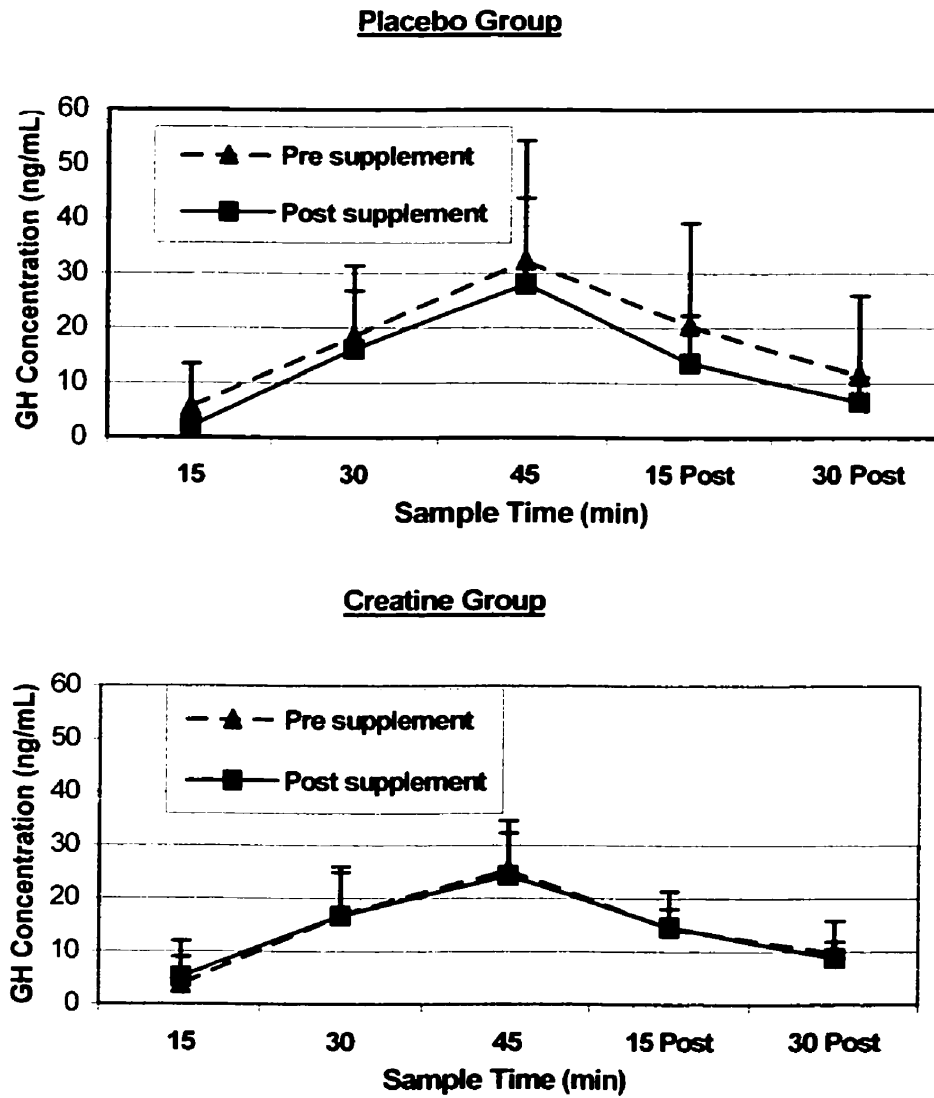 Placebo Group
GH Concentration (ng/mL)
60
50
40
30
20
10
0
Pre supplement
Post supplement
15 30 45 15 Post 30 Post
Sample Time (min)
Creatine Group
GH Concentration (ng/mL)
60
50
40
30
20
10
0
Pre supplement
Post supplement
15 30 45 15 Post 30 Post
Sample Time (min)